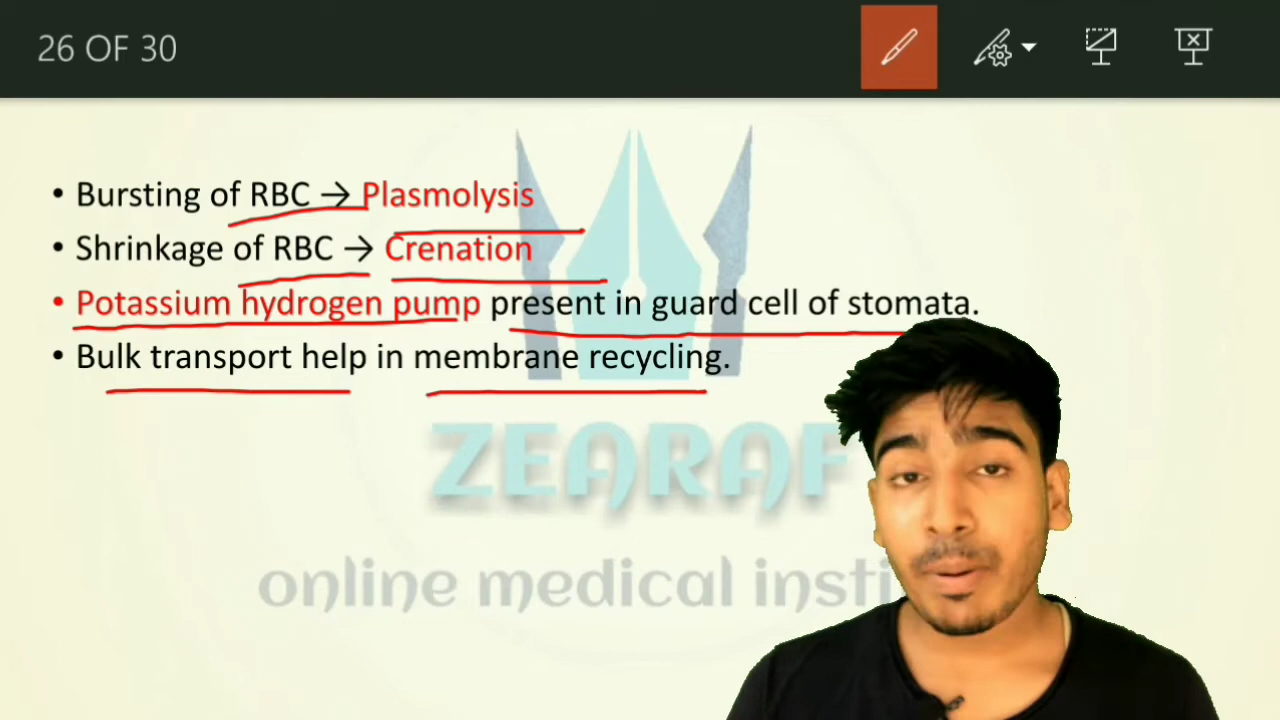 26 OF 30
• Bursting of RBC → Plasmolysis
• Shrinkage of RBC → Crenation
• Potassium hydrogen pump present in guard cell of stomata.
• Bulk transport help in membrane recycling.
ZEARAF
online medical insti